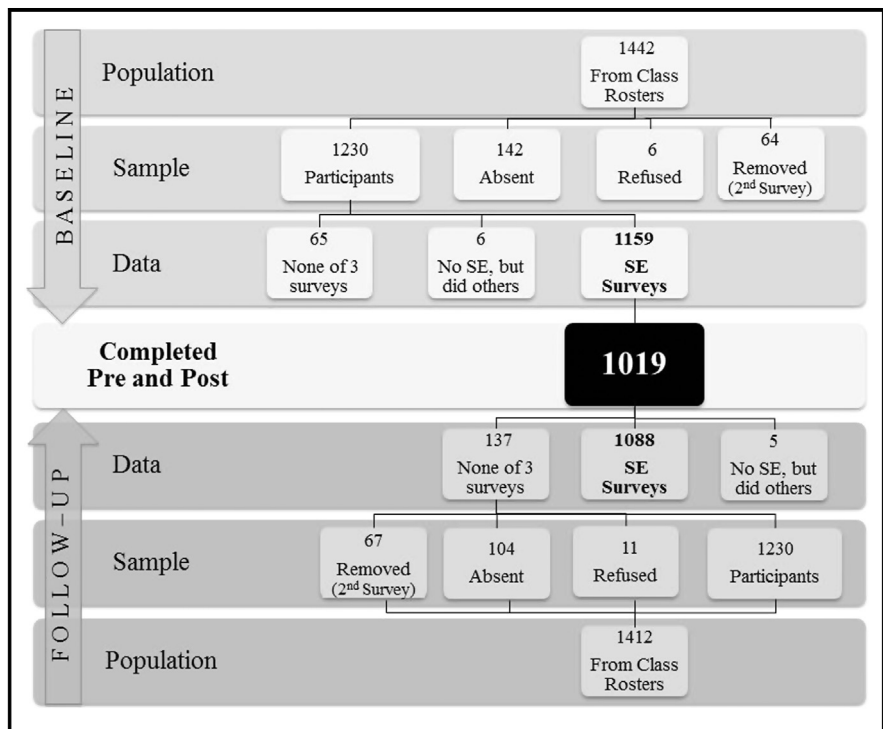 BASELINE
Population
1442
From Class
Rosters
Sample
1230
Participants
142
Absent
6
Refused
64
Removed
(2nd Survey)
Data
65
None of 3
surveys
6
No SE, but
did others
1159
SE
Surveys
Completed
Pre and Post
1019
FOLLOW-UP
Data
137
None of 3
surveys
1088
SE
Surveys
5
No SE, but
did others
Sample
67
Removed
(2nd Survey)
104
Absent
11
Refused
1230
Participants
Population
1412
From Class
Rosters